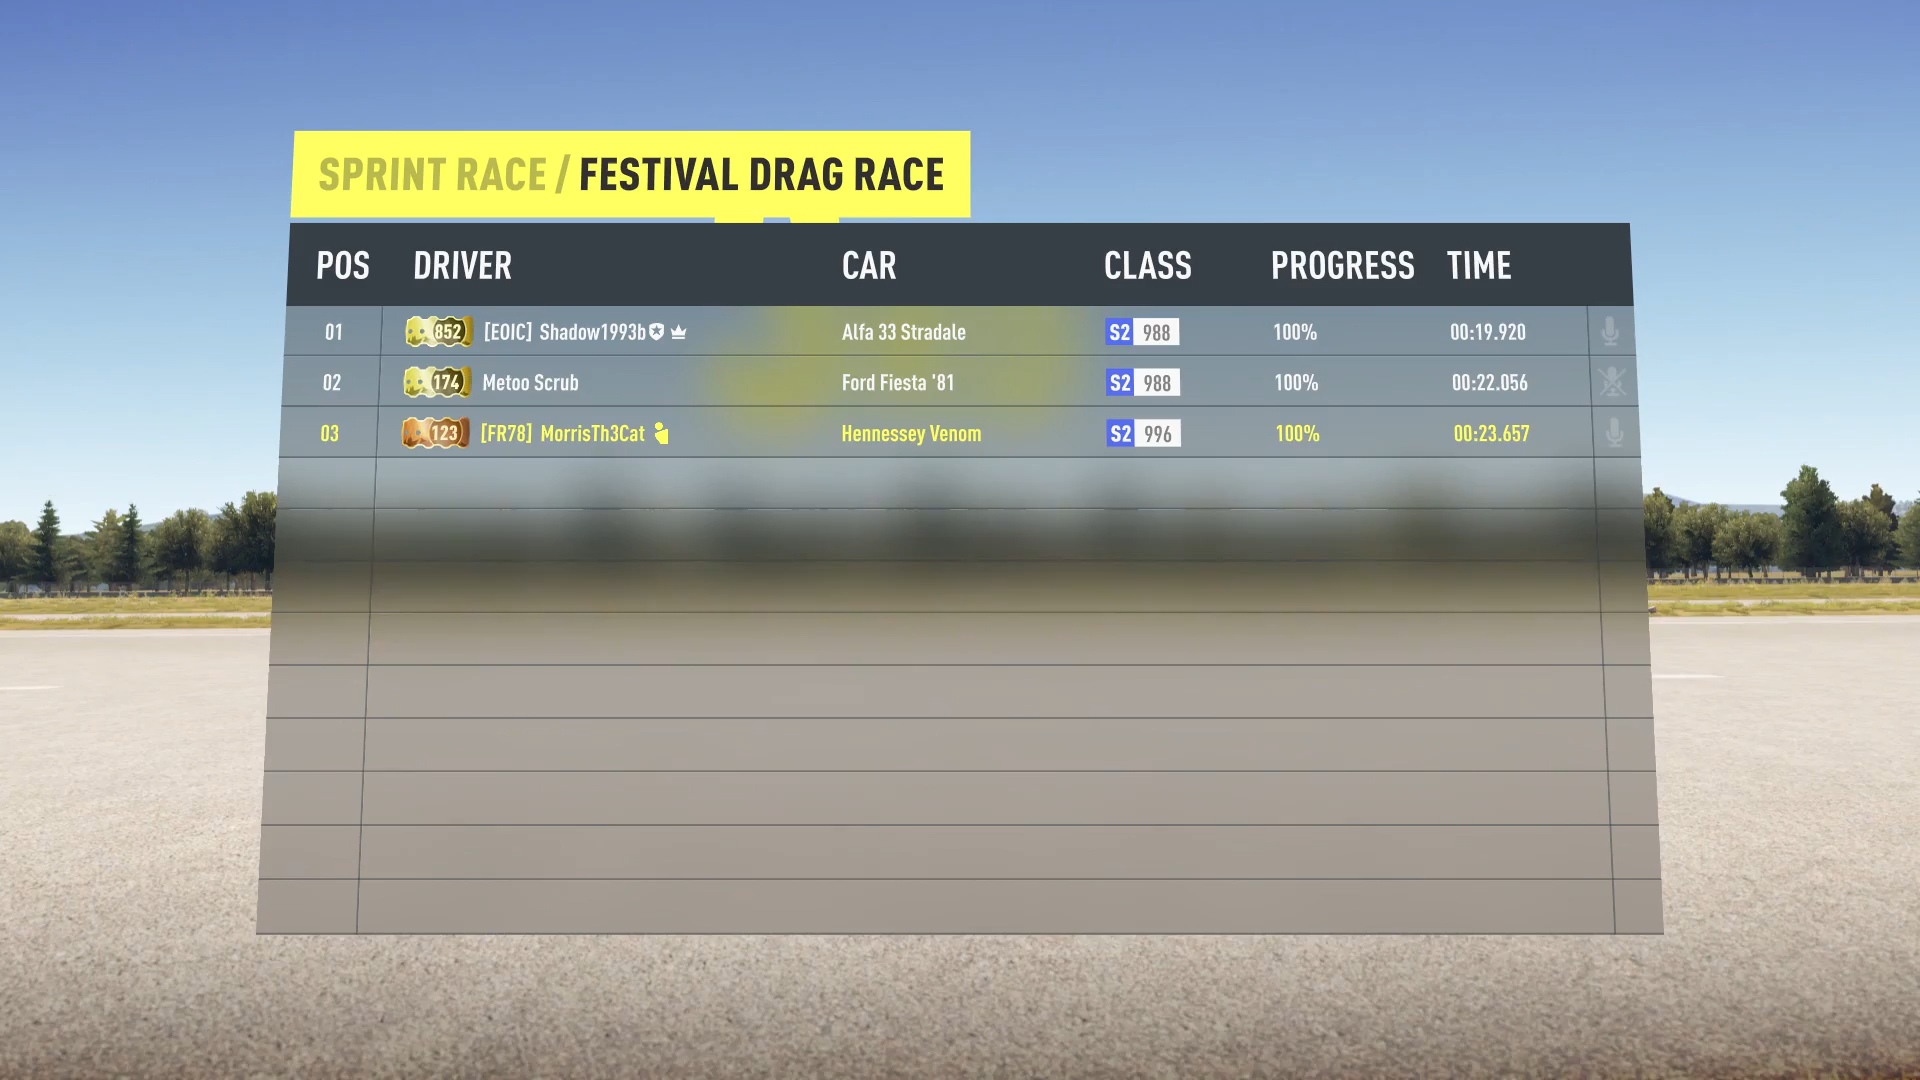 SPRINT RACE / FESTIVAL DRAG RACE
POS DRIVER CAR CLASS PROGRESS TIME
01 852 [EOIC] Shadow1993b Alfa 33 Stradale S2 988 100% 00:19.920
02 174 Metoo Scrub Ford Fiesta '81 S2 988 100% 00:22.056
03 123 [FR78] MorrisTh3Cat Hennessey Venom S2 996 100% 00:23.657